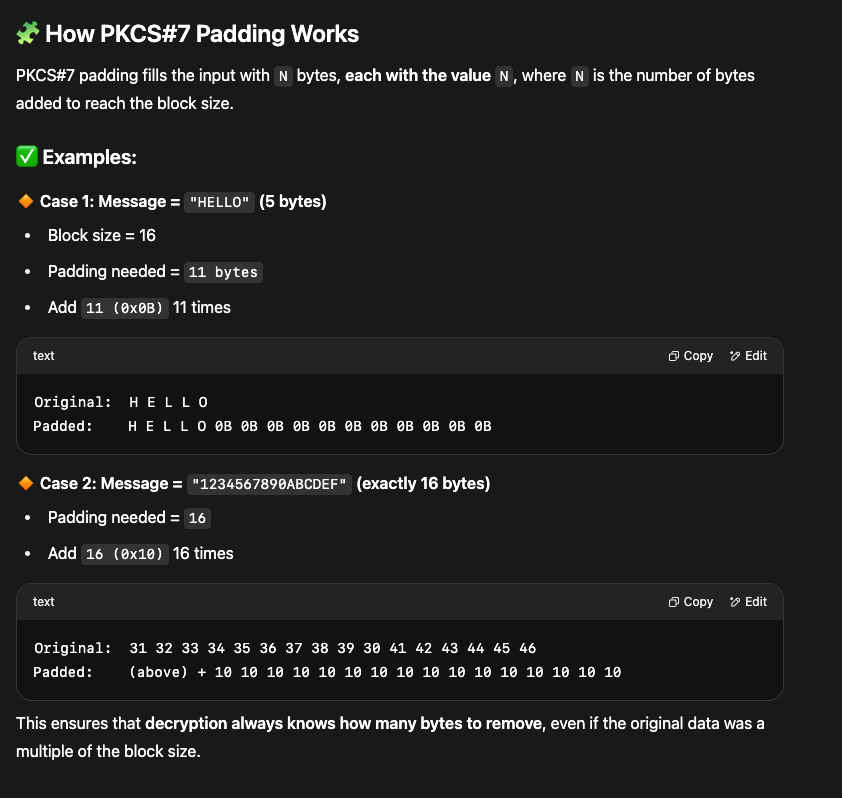 🧩 How PKCS#7 Padding Works
PKCS#7 padding fills the input with N bytes, each with the value N, where N is the number of bytes
added to reach the block size.
✅ Examples:
🔸 Case 1: Message = "HELLO" (5 bytes)
• Block size = 16
• Padding needed = 11 bytes
• Add 11 (0x0B) 11 times
text Copy Edit
Original: H E L L O
Padded: H E L L O 0B 0B 0B 0B 0B 0B 0B 0B 0B 0B 0B
🔸 Case 2: Message = "1234567890ABCDEF" (exactly 16 bytes)
• Padding needed = 16
• Add 16 (0x10) 16 times
text Copy Edit
Original: 31 32 33 34 35 36 37 38 39 30 41 42 43 44 45 46
Padded: (above) + 10 10 10 10 10 10 10 10 10 10 10 10 10 10 10 10
This ensures that decryption always knows how many bytes to remove, even if the original data was a
multiple of the block size.